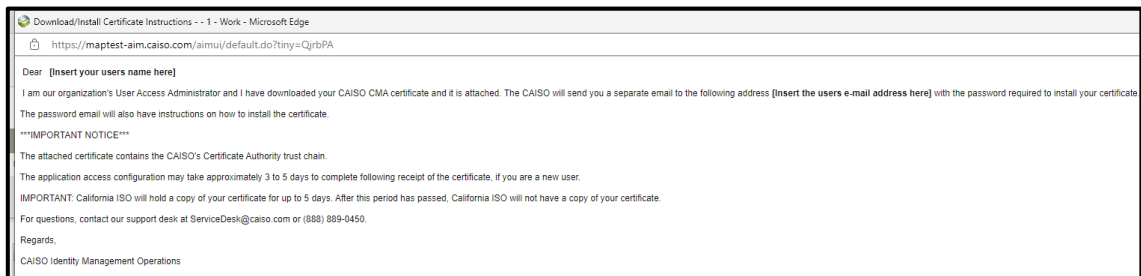 Download/Install Certificate Instructions - - 1 - Work - Microsoft Edge
https://maptest-aim.caiso.com/aimui/default.do?tiny=QjrbPA
Dear [Insert your users name here]
I am our organization's User Access Administrator and I have downloaded your CAISO CMA certificate and it is attached. The CAISO will send you a separate email to the following address [Insert the users e-mail address here] with the password required to install your certificate.
The password email will also have instructions on how to install the certificate.
***IMPORTANT NOTICE***
The attached certificate contains the CAISO's Certificate Authority trust chain.
The application access configuration may take approximately 3 to 5 days to complete following receipt of the certificate, if you are a new user.
IMPORTANT: California ISO will hold a copy of your certificate for up to 5 days. After this period has passed, California ISO will not have a copy of your certificate.
For questions, contact our support desk at ServiceDesk@caiso.com or (888) 889-0450.
Regards,
CAISO Identity Management Operations